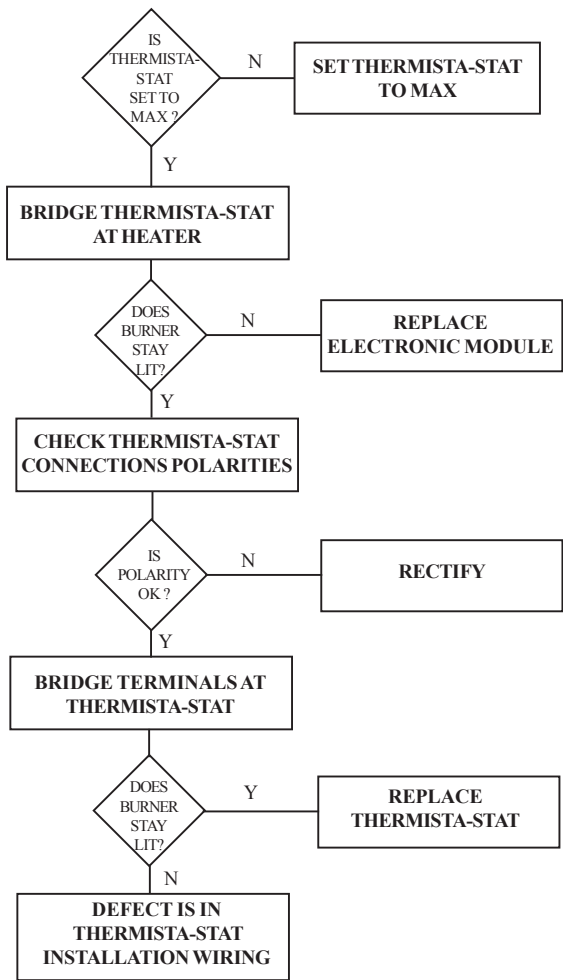 IS
THERMISTA-
STAT
SET TO
MAX ?
N
SET THERMISTA-STAT
TO MAX
Y
BRIDGE THERMISTA-STAT
AT HEATER
DOES
BURNER
STAY
LIT?
N
REPLACE
ELECTRONIC MODULE
Y
CHECK THERMISTA-STAT
CONNECTIONS POLARITIES
IS
POLARITY
OK ?
N
RECTIFY
Y
BRIDGE TERMINALS AT
THERMISTA-STAT
DOES
BURNER
STAY
LIT?
Y
REPLACE
THERMISTA-STAT
N
DEFECT IS IN
THERMISTA-STAT
INSTALLATION WIRING